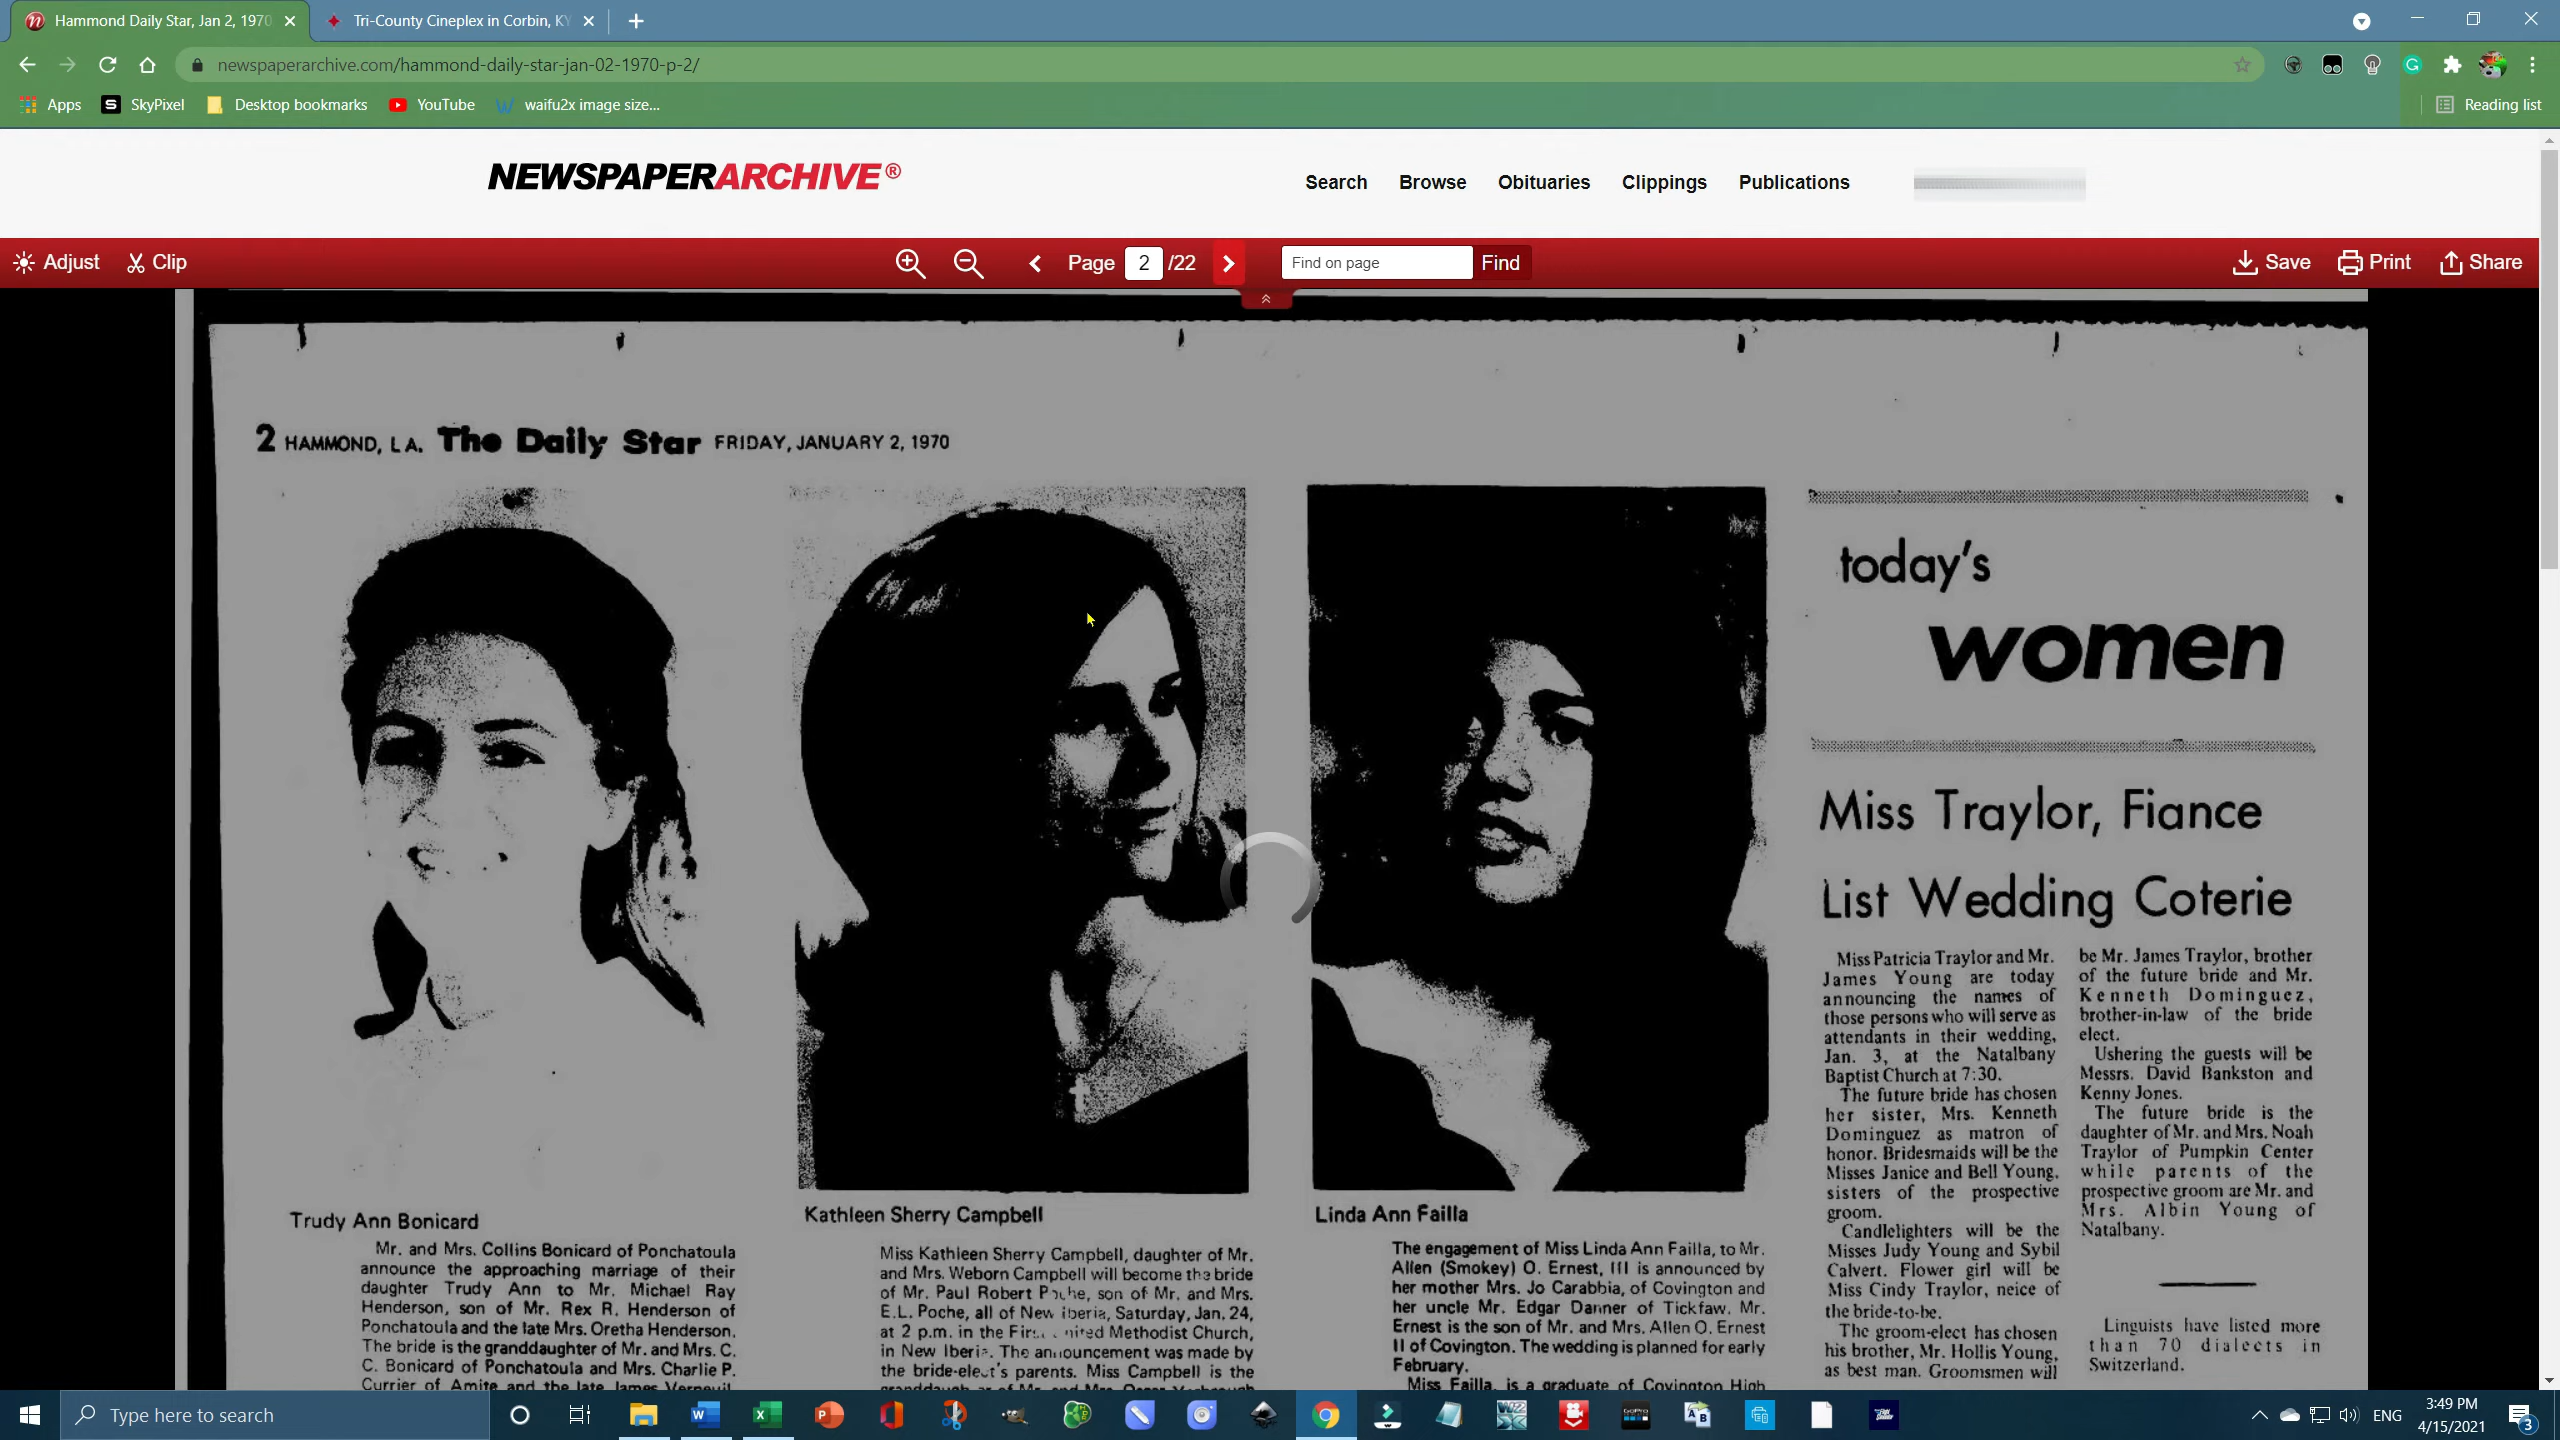 Hammond Daily Star, Jan 2, 1970
Tri-County Cineplex in Corbin, KY
newspaperarchive.com/hammond-daily-star-jan-02-1970-p-2/
Apps SkyPixel Desktop bookmarks YouTube waifu2x image size... Reading list
NEWSPAPERARCHIVE®
Search Browse Obituaries Clippings Publications
Adjust Clip Page 2 /22 Find on page Find Save Print Share
2 HAMMOND, LA. The Daily Star FRIDAY, JANUARY 2, 1970
Trudy Ann Bonicard
Mr. and Mrs. Collins Bonicard of Ponchatoula
announce the approaching marriage of their
daughter Trudy Ann to Mr. Michael Ray
Henderson, son of Mr. Rex R. Henderson of
Ponchatoula and the late Mrs. Oretha Henderson.
The bride is the granddaughter of Mr. and Mrs. C.
C. Bonicard of Ponchatoula and Mrs. Charlie P.
Currier of Amite and the late James
Kathleen Sherry Campbell
Miss Kathleen Sherry Campbell, daughter of Mr.
and Mrs. Weborn Campbell will become the bride
of Mr. Paul Robert Poche, son of Mr. and Mrs.
E.L. Poche, all of New Iberia, Saturday, Jan. 24,
at 2 p.m. in the Methodist Church,
in New Iberia. The announcement was made by
the bride-elect's parents. Miss Campbell is the
Linda Ann Failla
The engagement of Miss Linda Ann Failla, to Mr.
Allen (Smokey) O. Ernest, III is announced by
her mother Mrs. Jo Carabbia, of Covington and
her uncle Mr. Edgar Danner of Tickfaw. Mr.
Ernest is the son of Mr. and Mrs. Allen O. Ernest
II of Covington. The wedding is planned for early
February.
Miss Failla, is a graduate of Covington High
today's
women
Miss Traylor, Fiance
List Wedding Coterie
Miss Patricia Traylor and Mr.
James Young are today
announcing the names of
those persons who will serve as
attendants in their wedding,
Jan. 3, at the Natalbany
Baptist Church at 7:30.
The future bride has chosen
her sister, Mrs. Kenneth
Dominguez as matron of
honor. Bridesmaids will be the
Misses Janice and Bell Young,
sisters of the prospective
groom.
Candlelighters will be the
Misses Judy Young and Sybil
Calvert. Flower girl will be
Miss Cindy Traylor, neice of
the bride-to-be.
The groom-elect has chosen
his brother, Mr. Hollis Young,
as best man. Groomsmen will
be Mr. James Traylor, brother
of the future bride and Mr.
Kenneth Dominguez,
brother-in-law of the bride
elect.
Ushering the guests will be
Messrs. David Bankston and
Kenny Jones.
The future bride is the
daughter of Mr. and Mrs. Noah
Traylor of Pumpkin Center
while parents of the
prospective groom are Mr. and
Mrs. Albin Young of
Natalbany.
Linguists have listed more
than 70 dialects in
Switzerland.
Type here to search
ENG
3:49 PM
4/15/2021
3